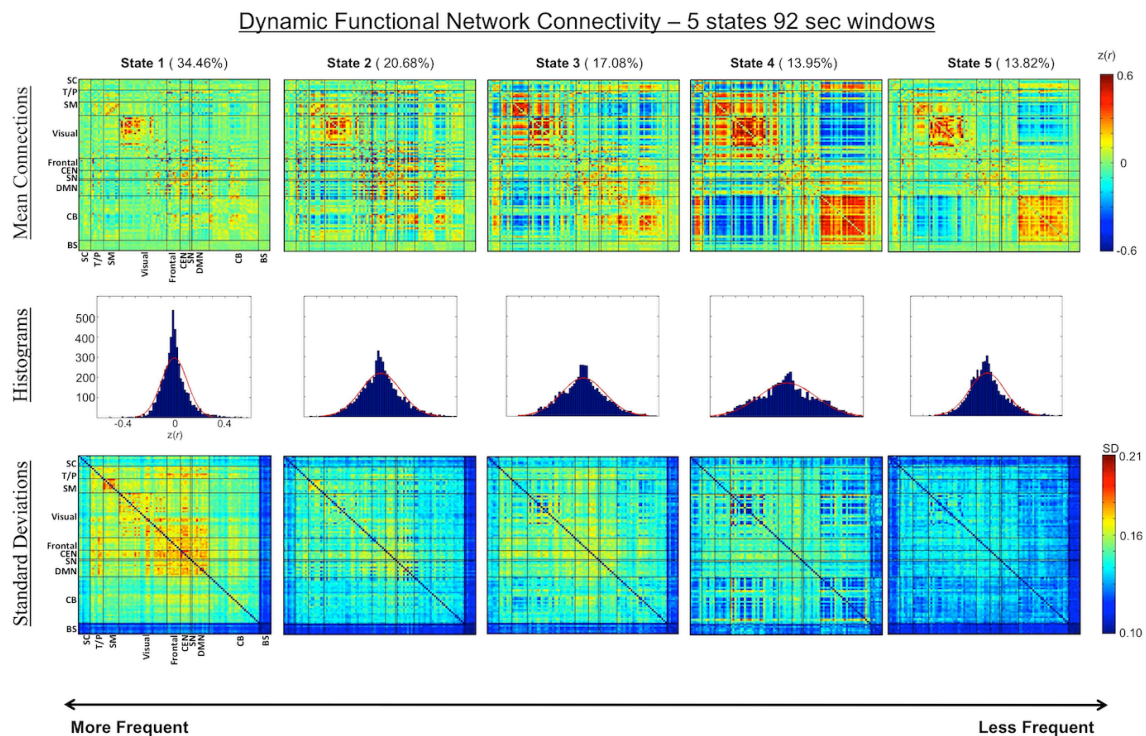 Dynamic Functional Network Connectivity – 5 states 92 sec windows
State 1 ( 34.46%)
State 2 ( 20.68%)
State 3 ( 17.08%)
State 4 ( 13.95%)
State 5 ( 13.82%)
z(r)
Mean Connections
SC
T/P
SM
Visual
Frontal
CEN
SN
DMN
CB
BS
0.6
0
-0.6
SC
T/P
SM
Visual
Frontal
CEN
SN
DMN
CB
BS
Histograms
500
400
300
200
100
-0.4 0 0.4
z(r)
Standard Deviations
SC
T/P
SM
Visual
Frontal
CEN
SN
DMN
CB
BS
SD
0.21
0.16
0.10
SC
T/P
SM
Visual
Frontal
CEN
SN
DMN
CB
BS
More Frequent
Less Frequent